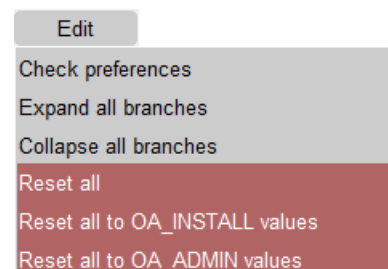 Edit
Check preferences
Expand all branches
Collapse all branches
Reset all
Reset all to OA_INSTALL values
Reset all to OA_ADMIN values